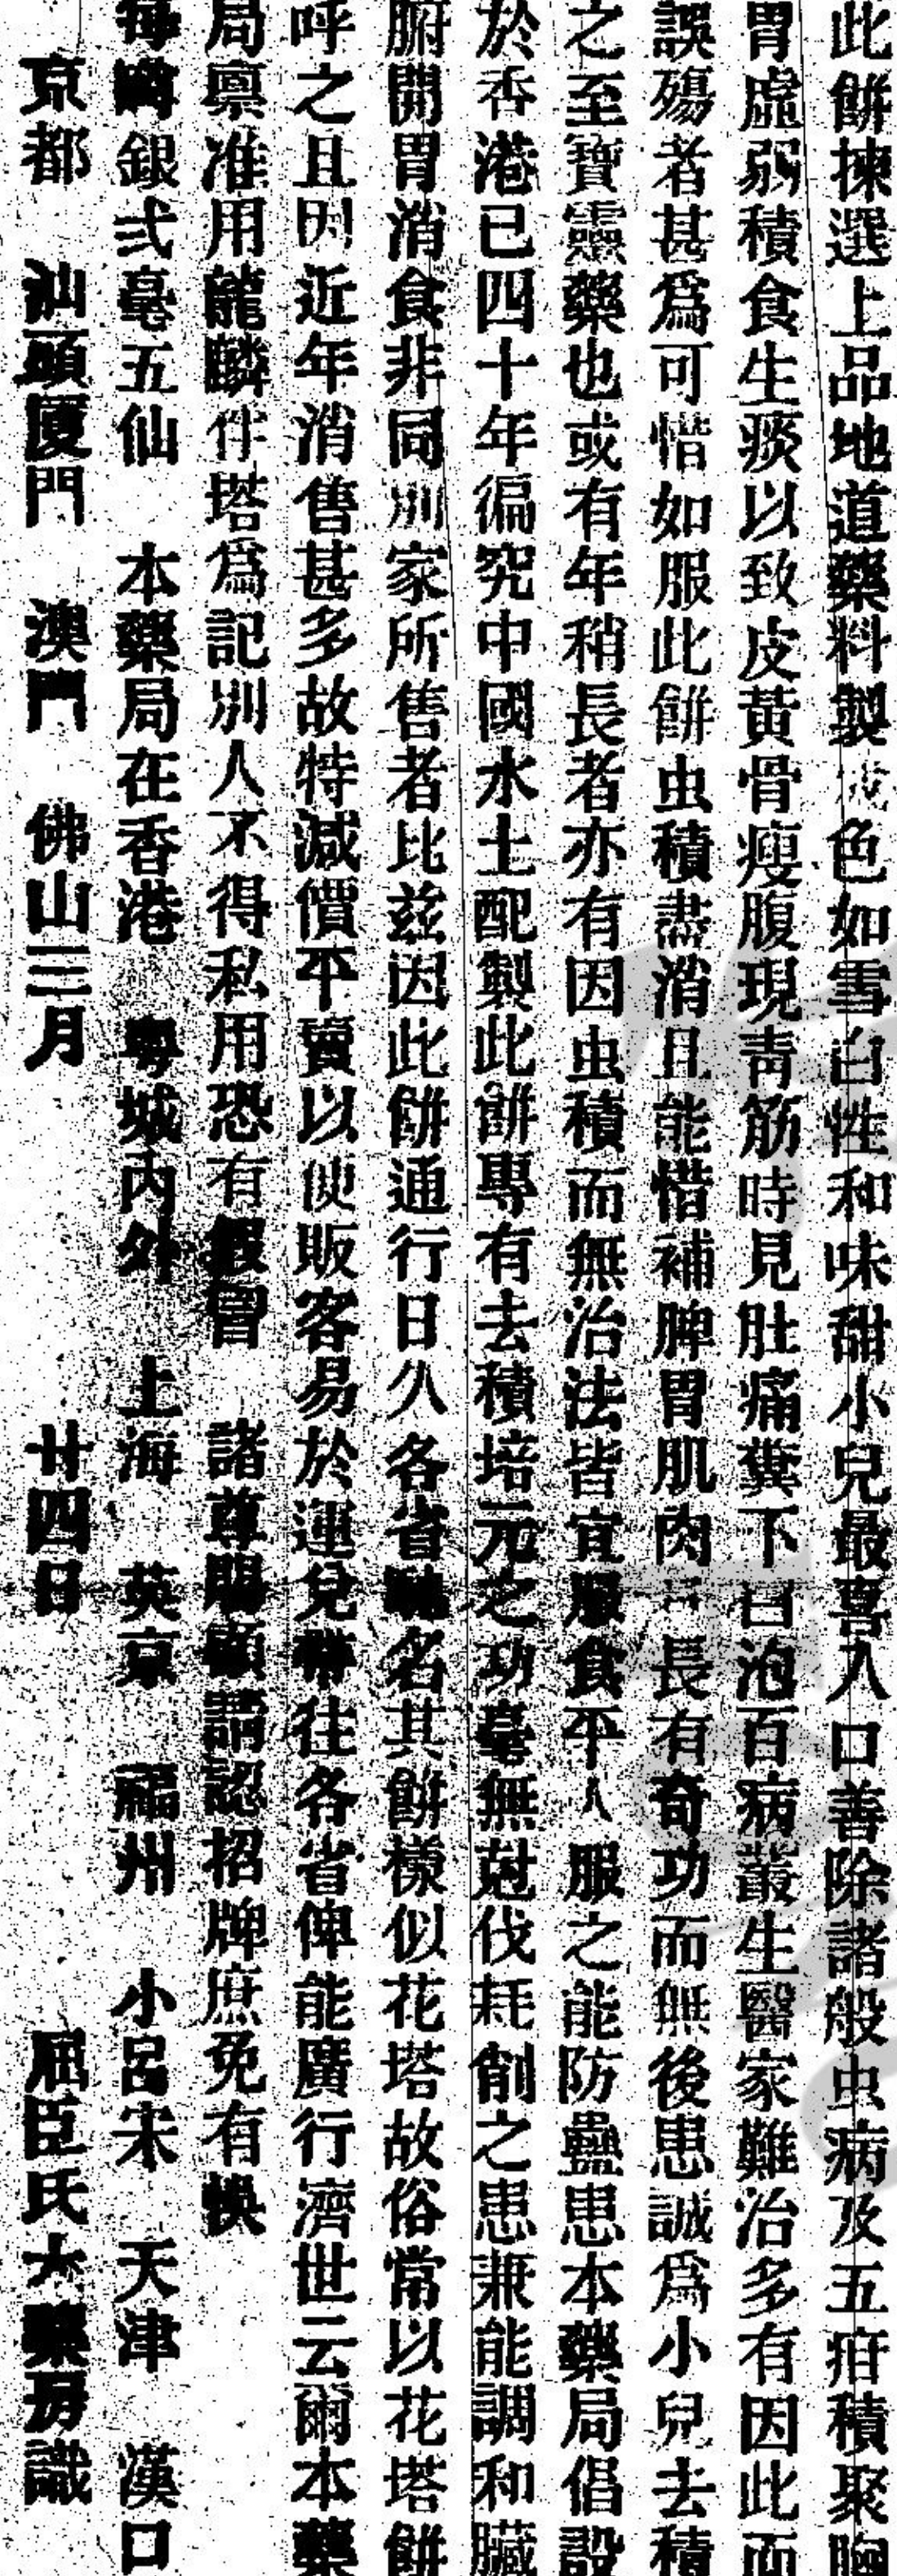 此餅揀選上品地道藥料製成色如雪白性和味甜小兒最喜入口善除諸般虫病及五疳積聚胸
胃虛弱積食生痰以致皮黃骨瘦腹現青筋時見肚痛糞下白泡百病叢生醫家難治多有因此而
誤殤者甚為可惜如服此餅虫積盡消且能惜補脾胃肌肉長有奇功而無後患誠為小兒去積
之至寶靈藥也或有年稍長者亦有因虫積而無治法皆宜服食平人服之能防蠱患本藥局倡設
於香港已四十年徧究中國水土配製此餅專有去積培元之功毫無尅伐耗削之患兼能調和臟
腑開胃消食非同別家所售者比茲因此餅通行日久各省馳名其餅樣似花塔故俗常以花塔餅
呼之且因近年消售甚多故特減價平賣以使販客易於運兌帶往各省俾能廣行濟世云爾本藥
局禀准用龍麟伴塔為記別人不得私用恐有假冒 諸尊賜顧請認招牌庶免有悞
每嚹銀弍毫五仙 本藥局在香港 粵城內外 上海 英京 福州 小呂宋 天津 漢口
京都 汕頭 廈門 澳門 佛山 三月 廿四日 屈臣氏大藥房識